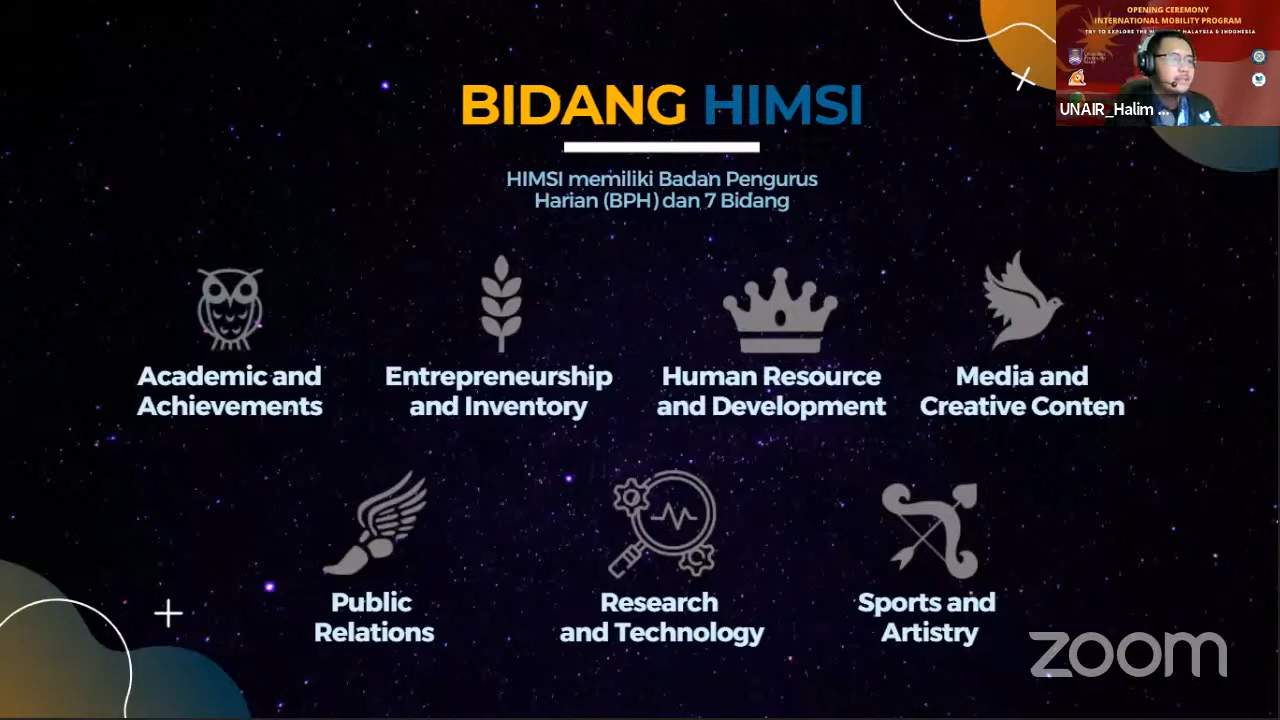 OPENING CEREMONY
INTERNATIONAL MOBILITY PROGRAM
MALAYSIA & INDONESIA
UNAIR_Halim ...
BIDANG HIMSI
HIMSI memiliki Badan Pengurus
Harian (BPH) dan 7 Bidang
Academic and
Achievements
Entrepreneurship
and Inventory
Human Resource
and Development
Media and
Creative Conten
Public
Relations
Research
and Technology
Sports and
Artistry
zoom